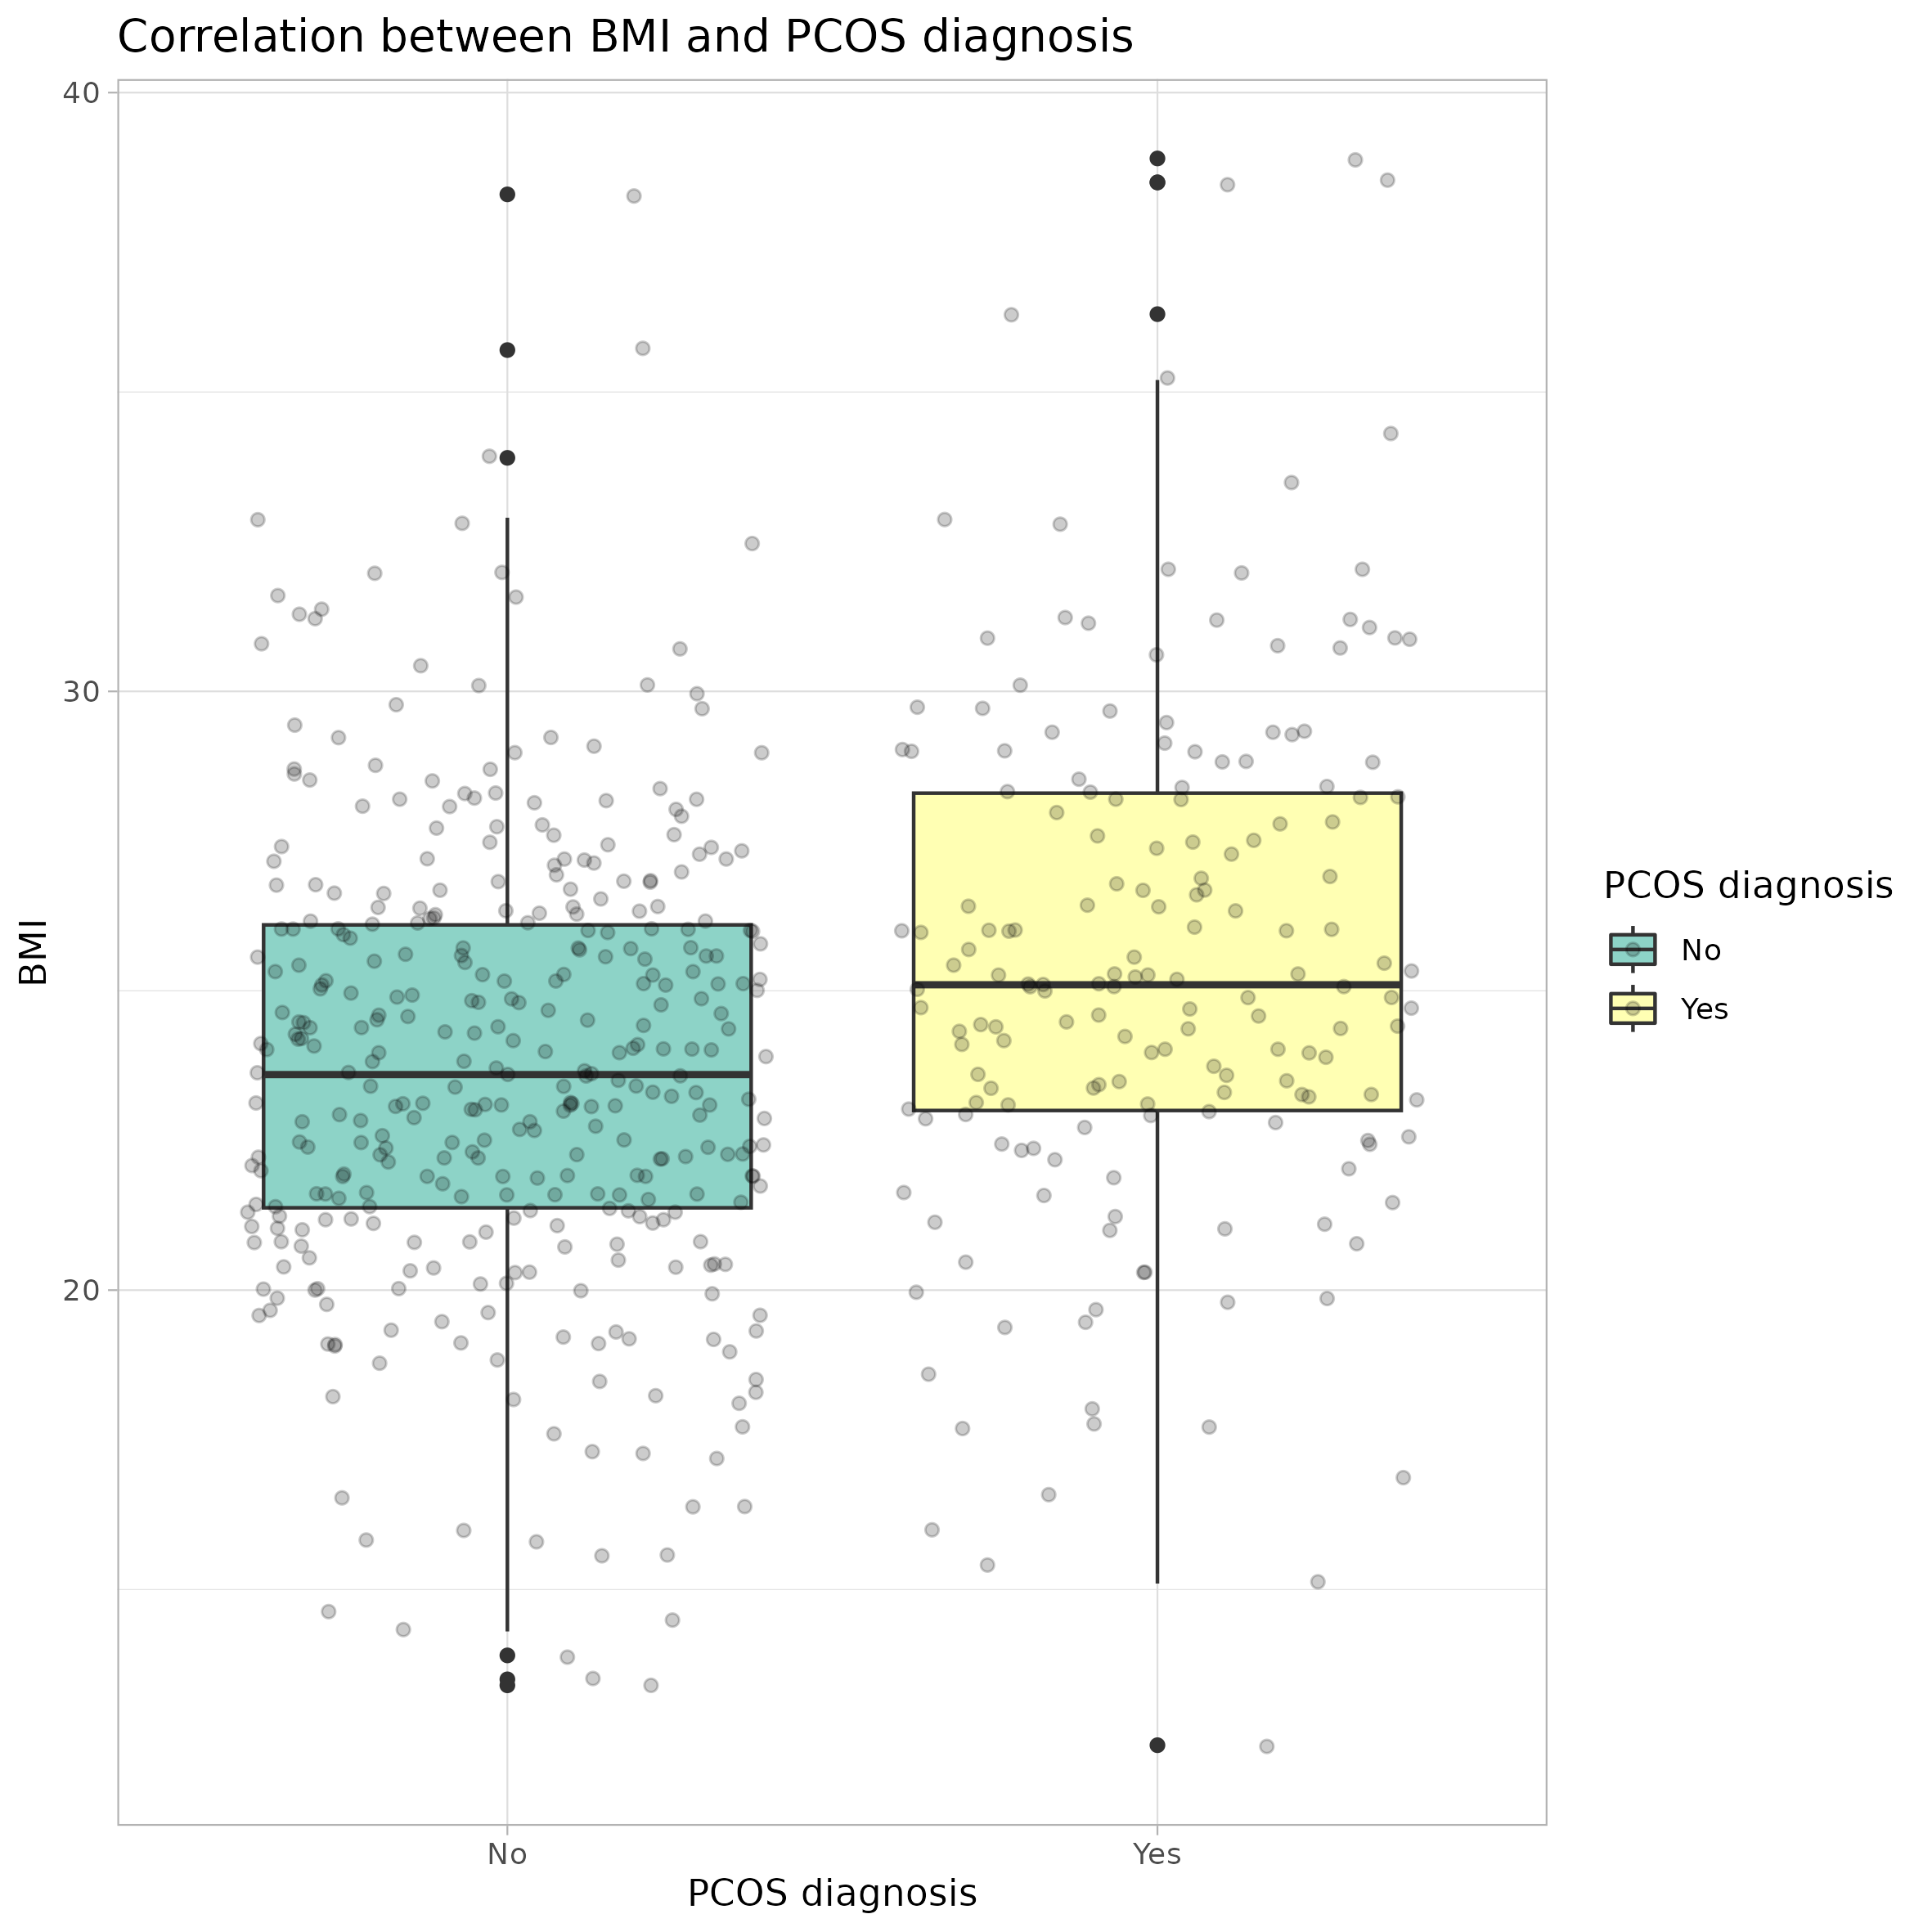 Correlation between BMI and PCOS diagnosis
40
30
20
BMI
No
Yes
PCOS diagnosis
PCOS diagnosis
No
Yes